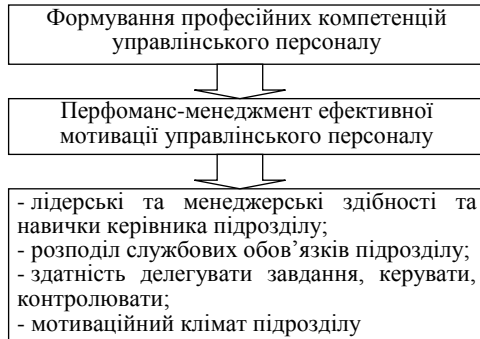 Формування професійних компетенцій
управлінського персоналу
Перфоманс-менеджмент ефективної
мотивації управлінського персоналу
- лідерські та менеджерські здібності та
навички керівника підрозділу;
- розподіл службових обов’язків підрозділу;
- здатність делегувати завдання, керувати,
контролювати;
- мотиваційний клімат підрозділу